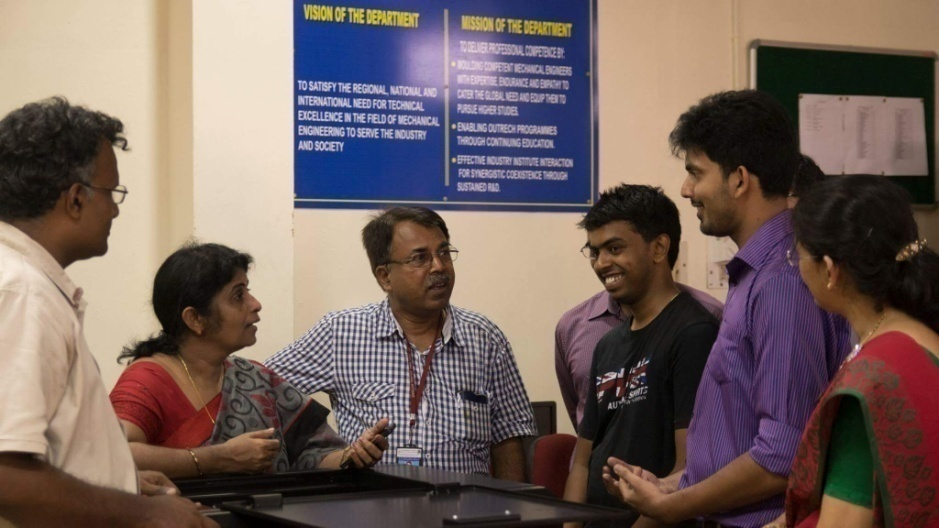 VISION OF THE DEPARTMENT
TO SATISFY THE REGIONAL, NATIONAL AND
INTERNATIONAL NEED FOR TECHNICAL
EXCELLENCE IN THE FIELD OF MECHANICAL
ENGINEERING TO SERVE THE INDUSTRY
AND SOCIETY
MISSION OF THE DEPARTMENT
TO DELIVER PROFESSIONAL COMPETENCE BY:
• MOULDING COMPETENT MECHANICAL ENGINEERS
WITH EXPERTISE, ENDURANCE AND EMPATHY TO
CATER THE GLOBAL NEED AND EQUIP THEM TO
PURSUE HIGHER STUDIES.
• ENABLING OUTRECH PROGRAMMES
THROUGH CONTINUING EDUCATION.
• EFFECTIVE INDUSTRY INSTITUTE INTERACTION
FOR SYNERGISTIC COEXISTENCE THROUGH
SUSTAINED R&D.